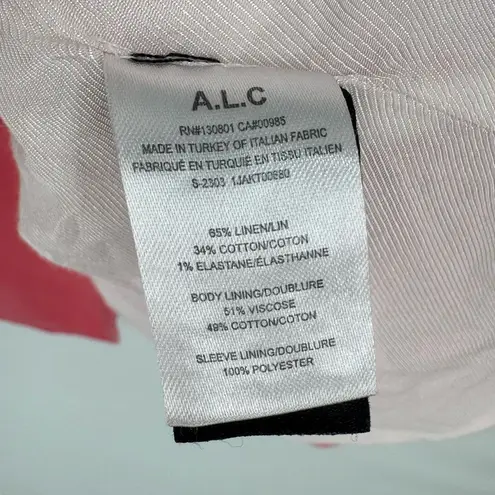 A.L.C
RN#130801 CA#00985
MADE IN TURKEY OF ITALIAN FABRIC
FABRIQUÉ EN TURQUIE EN TISSU ITALIEN
S-2303 1JAKT00880
65% LINEN/LIN
34% COTTON/COTON
1% ELASTANE/ÉLASTHANNE
BODY LINING/DOUBLURE
51% VISCOSE
49% COTTON/COTON
SLEEVE LINING/DOUBLURE
100% POLYESTER